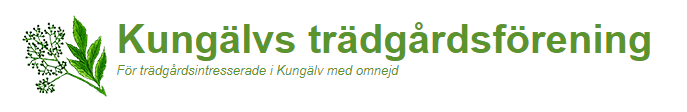 Kungälvs trädgårdsförening
För trädgårdsintresserade i Kungälv med omnejd